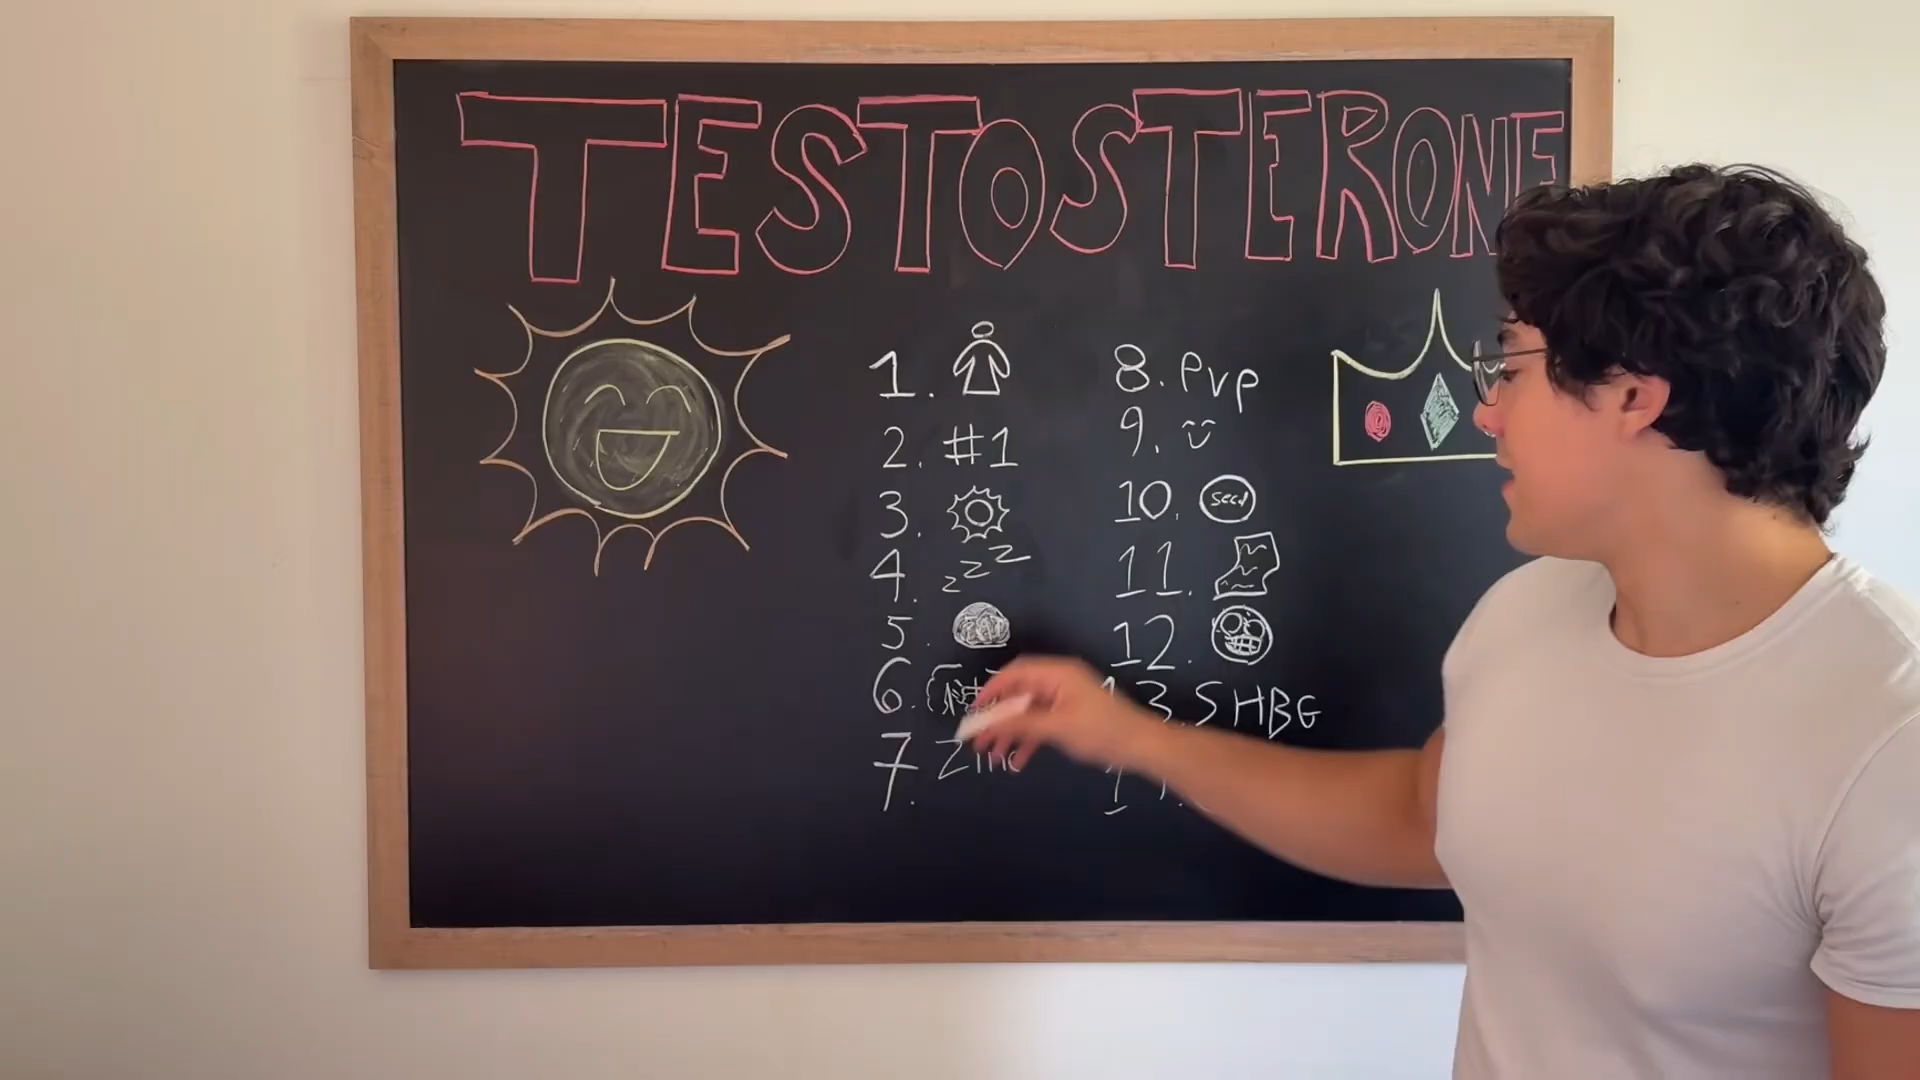 TESTOSTERONE
1.
2. #1
3.
4. zzz
5.
6.
7. Zinc
8. PvP
9. :)
10. seed
11.
12.
13. SHBG